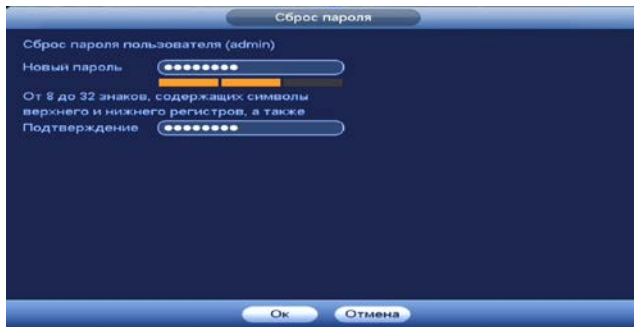 Сброс пароля
Сброс пароля пользователя (admin)
Новый пароль
От 8 до 32 знаков, содержащих символы
верхнего и нижнего регистров, а также
Подтверждение
Ок Отмена